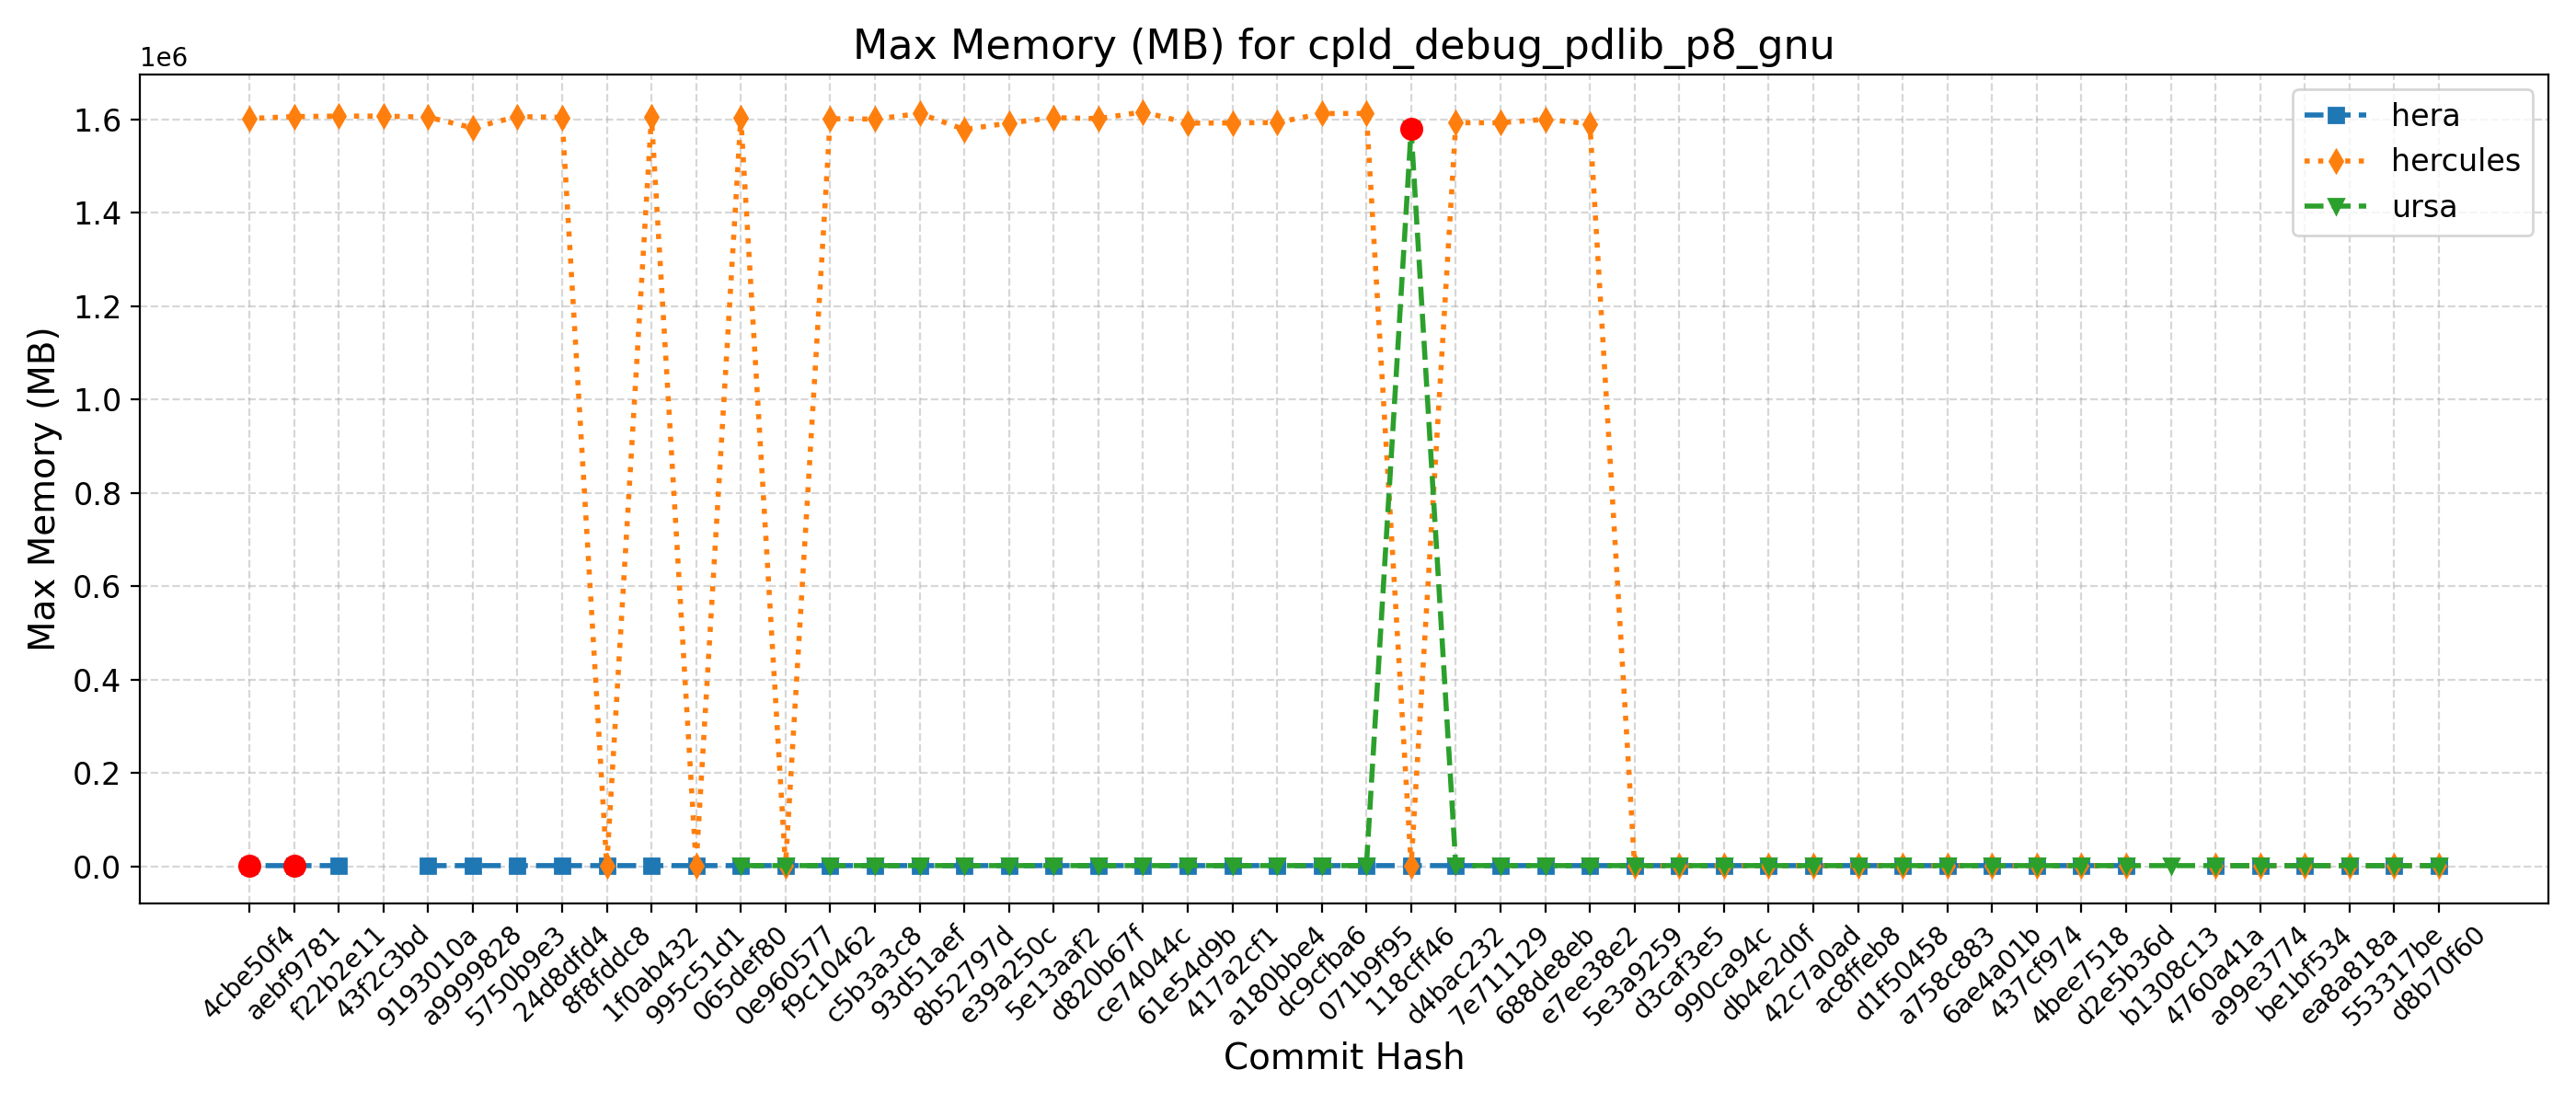 Max Memory (MB) for cpld_debug_pdlib_p8_gnu
1e6
1.6
1.4
1.2
1.0
0.8
0.6
0.4
0.2
0.0
Max Memory (MB)
hera
hercules
ursa
4cbe50f4
aebf9781
f22b2e11
43f2c3bd
9193010a
a9999828
5750b9e3
24d8dfd4
8f8fddc8
1f0ab432
995c51d1
065def80
0e960577
f9c10462
c5b3a3c8
93d51aef
8b52797d
e39a250c
5e13aaf2
d820b67f
ce74044c
61e54d9b
417a2cf1
a180bbe4
dc9cfba6
071b9f95
118cff46
d4bac232
7e711129
688de8eb
e7ee38e2
5e3a9259
d3caf3e5
990ca94c
db4e2d0f
42c7a0ad
ac8ffeb8
d1f50458
a758c883
6ae4a01b
437cf974
4bee7518
d2e5b36d
b1308c13
4760a41a
a99e3774
be1bf534
ea8a818a
553317be
d8b70f60
Commit Hash